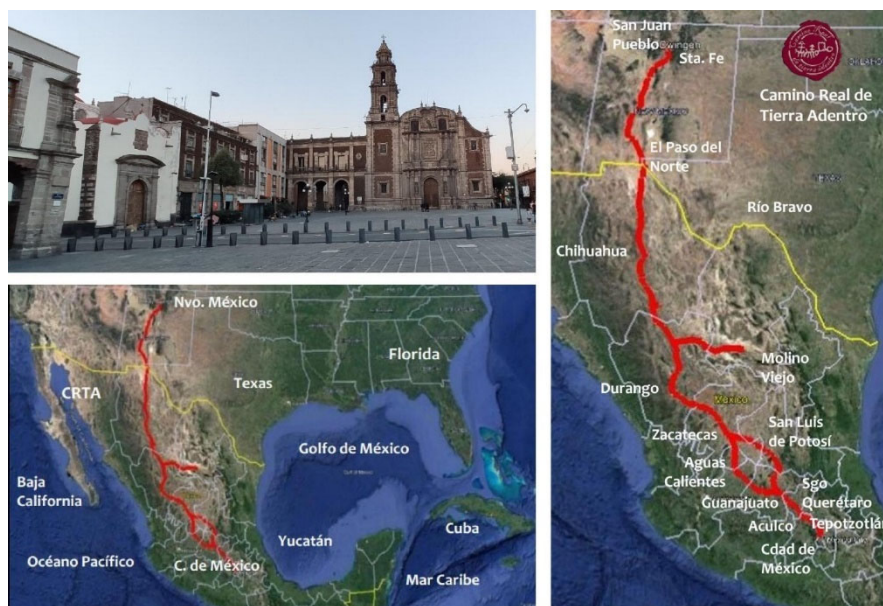 Nvo. México
Florida
Texas
CRTA
Golfo de México
Baja
California
Yucatán
Cuba
Océano Pacífico
C. de México
Mar Caribe
San Juan
Pueblo
Sta. Fe
Camino Real de
Tierra Adentro
El Paso del
Norte
Río Bravo
Chihuahua
Molino
Viejo
Durango
México
San Luis
de Potosí
Zacatecas
Aguas
Calientes
Sgo
Querétaro
Guanajuato
Aculco
Tepotzotlán
Cdad de
México